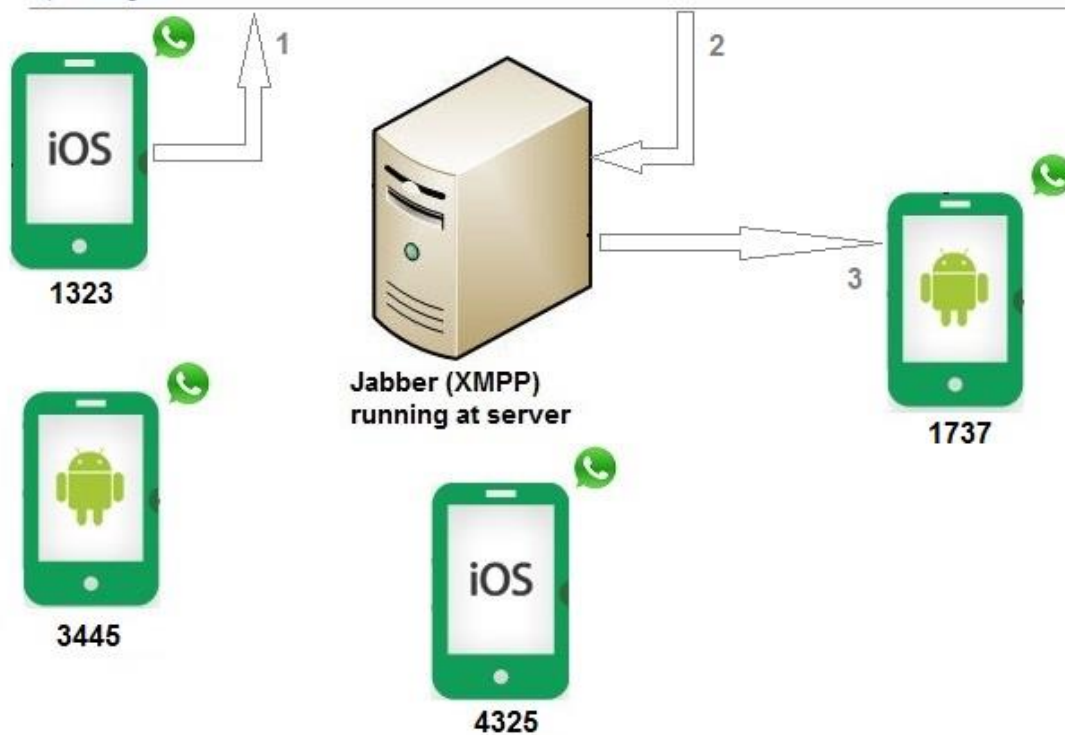 1
2
iOS
1323
3
Jabber (XMPP)
running at server
1737
3445
iOS
4325